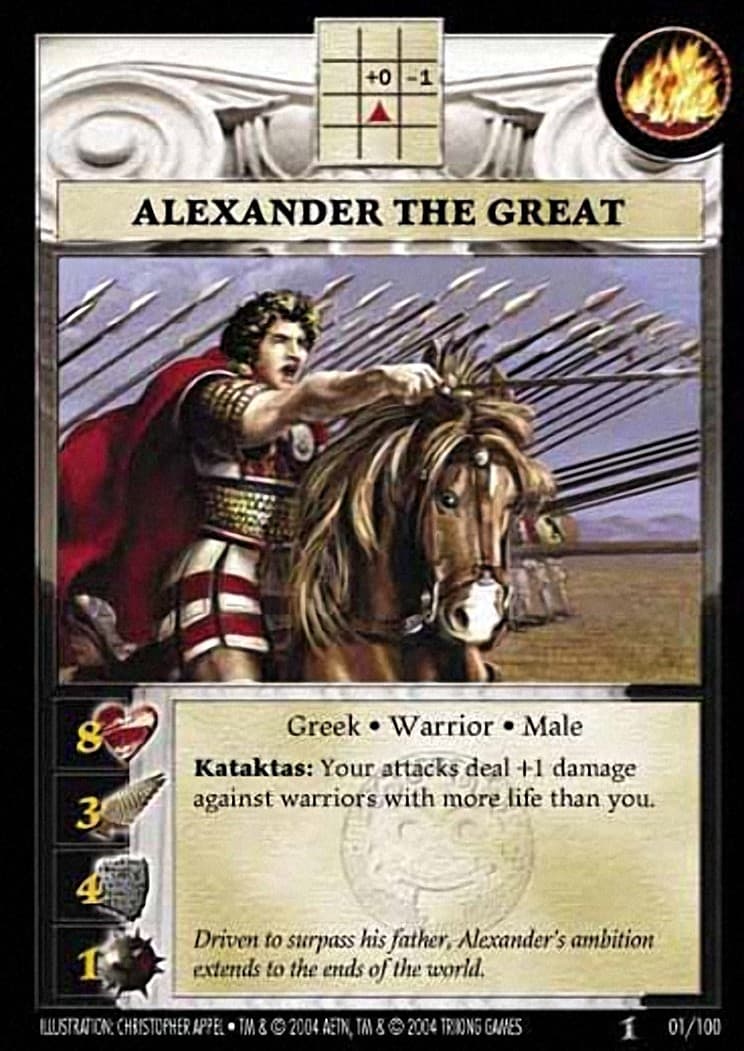 +0 -1
ALEXANDER THE GREAT
8
3
4
1
Greek • Warrior • Male
Kataktas: Your attacks deal +1 damage
against warriors with more life than you.
Driven to surpass his father, Alexander's ambition
extends to the ends of the world.
ILLUSTRATION: CHRISTOPHER APPEL • TM & © 2004 AETN, TM & © 2004 TRIKING GAMES 1 01/100